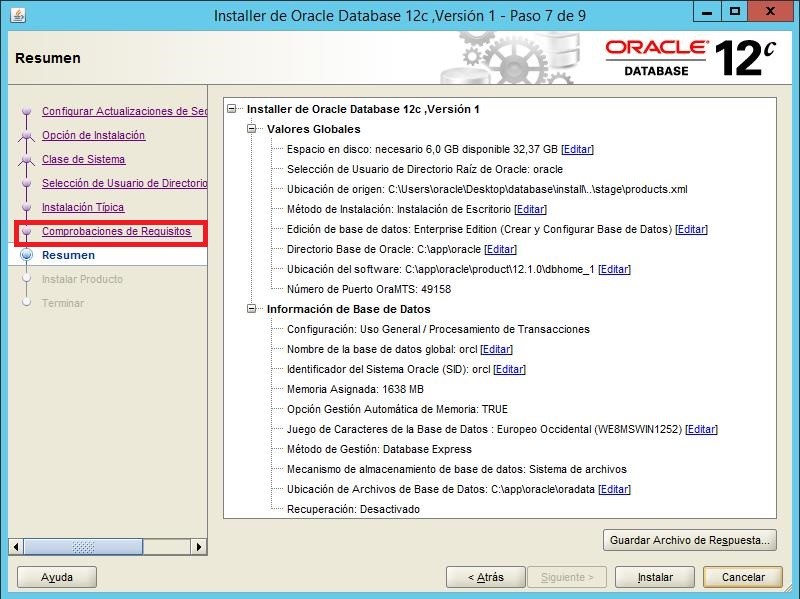 Installer de Oracle Database 12c ,Versión 1 - Paso 7 de 9
Resumen
ORACLE
DATABASE
12c
Configurar Actualizaciones de Sec
Opción de Instalación
Clase de Sistema
Selección de Usuario de Directorio
Instalación Típica
Comprobaciones de Requisitos
Resumen
Instalar Producto
Terminar
Installer de Oracle Database 12c ,Versión 1
Valores Globales
Espacio en disco: necesario 6,0 GB disponible 32,37 GB [Editar]
Selección de Usuario de Directorio Raíz de Oracle: oracle
Ubicación de origen: C:\Users\oracle\Desktop\database\install\..\stage\products.xml
Método de Instalación: Instalación de Escritorio [Editar]
Edición de base de datos: Enterprise Edition (Crear y Configurar Base de Datos) [Editar]
Directorio Base de Oracle: C:\app\oracle [Editar]
Ubicación del software: C:\app\oracle\product\12.1.0\dbhome_1 [Editar]
Número de Puerto OraMTS: 49158
Información de Base de Datos
Configuración: Uso General / Procesamiento de Transacciones
Nombre de la base de datos global: orcl [Editar]
Identificador del Sistema Oracle (SID): orcl [Editar]
Memoria Asignada: 1638 MB
Opción Gestión Automática de Memoria: TRUE
Juego de Caracteres de la Base de Datos : Europeo Occidental (WE8MSWIN1252) [Editar]
Método de Gestión: Database Express
Mecanismo de almacenamiento de base de datos: Sistema de archivos
Ubicación de Archivos de Base de Datos: C:\app\oracle\oradata [Editar]
Recuperación: Desactivado
Guardar Archivo de Respuesta...
Ayuda
< Atrás
Siguiente >
Instalar
Cancelar